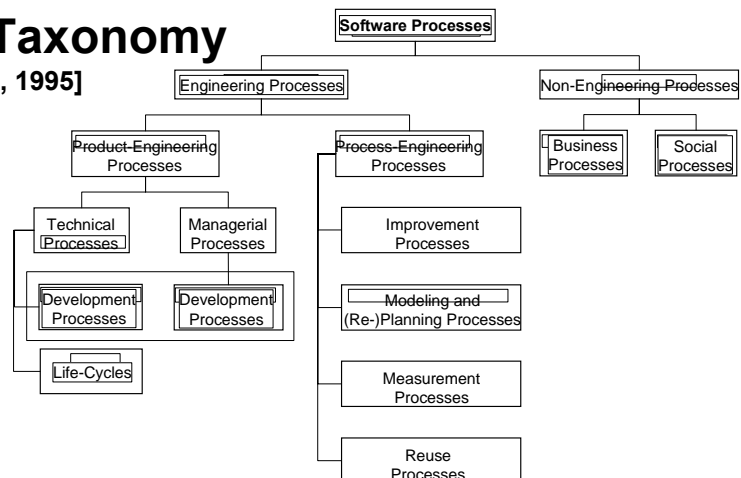 Taxonomy
, 1995]
Software Processes
Engineering Processes
Non-Engineering Processes
Product-Engineering
Processes
Process-Engineering
Processes
Business
Processes
Social
Processes
Technical
Processes
Managerial
Processes
Improvement
Processes
Development
Processes
Development
Processes
Modeling and
(Re-)Planning Processes
Life-Cycles
Measurement
Processes
Reuse
Processes